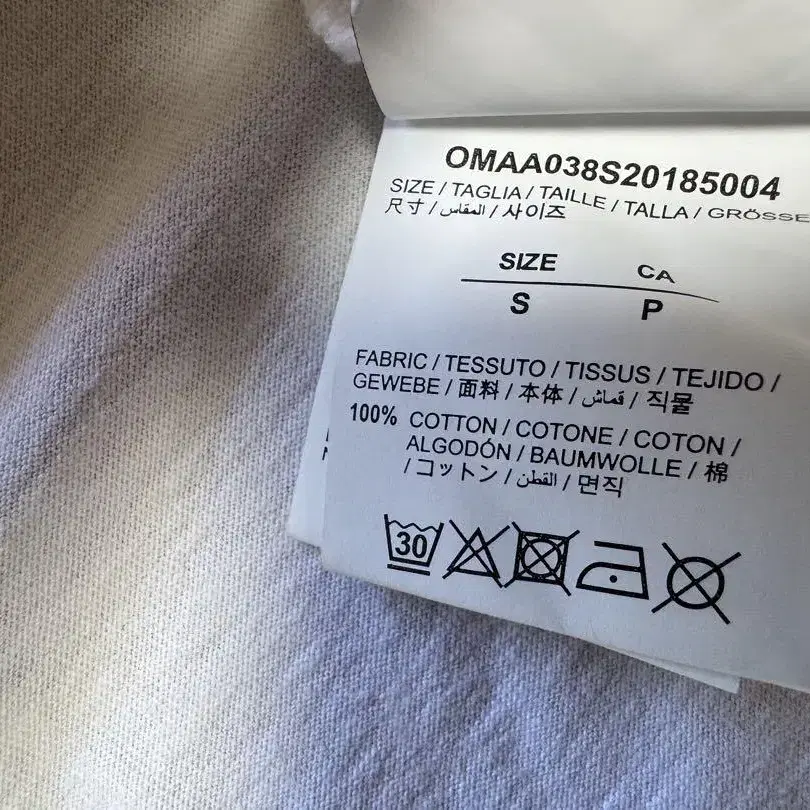 OMAA038S20185004
SIZE / TAGLIA / TAILLE / TALLA / GRÖSSE
尺寸 / المقاس / 사이즈
SIZE CA
S P
FABRIC / TESSUTO / TISSUS / TEJIDO /
GEWEBE / 面料 / 本体 / قماش / 직물
100% COTTON / COTONE / COTON /
ALGODÓN / BAUMWOLLE / 棉
/ コットン / القطن / 면직
30